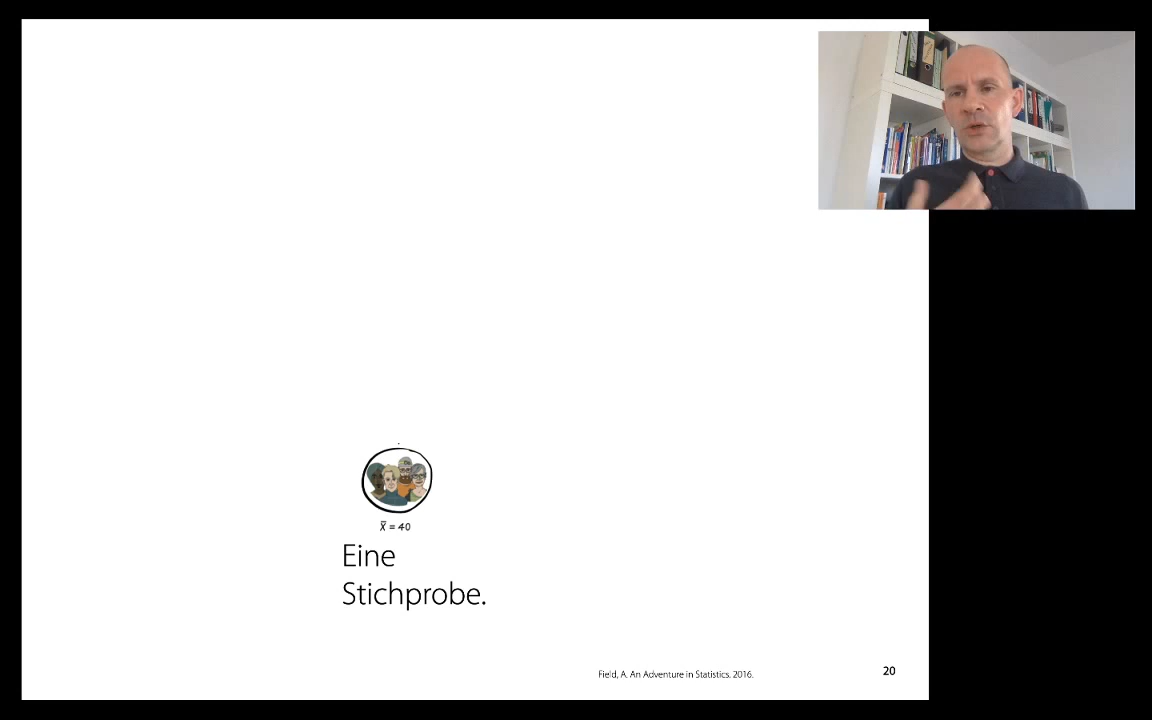 X̄ = 40
Eine
Stichprobe.
Field, A. An Adventure in Statistics. 2016.
20